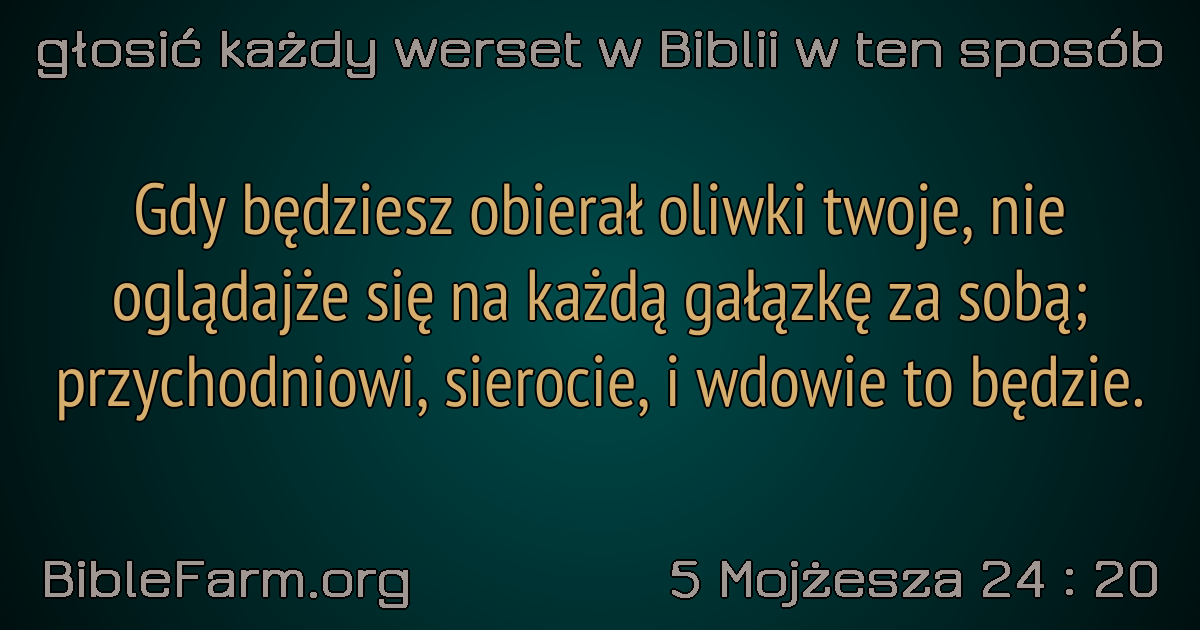 głosić każdy werset w Biblii w ten sposób
Gdy będziesz obierał oliwki twoje, nie
oglądajże się na każdą gałązkę za sobą;
przychodniowi, sierocie, i wdowie to będzie.
BibleFarm.org
5 Mojżesza 24 : 20